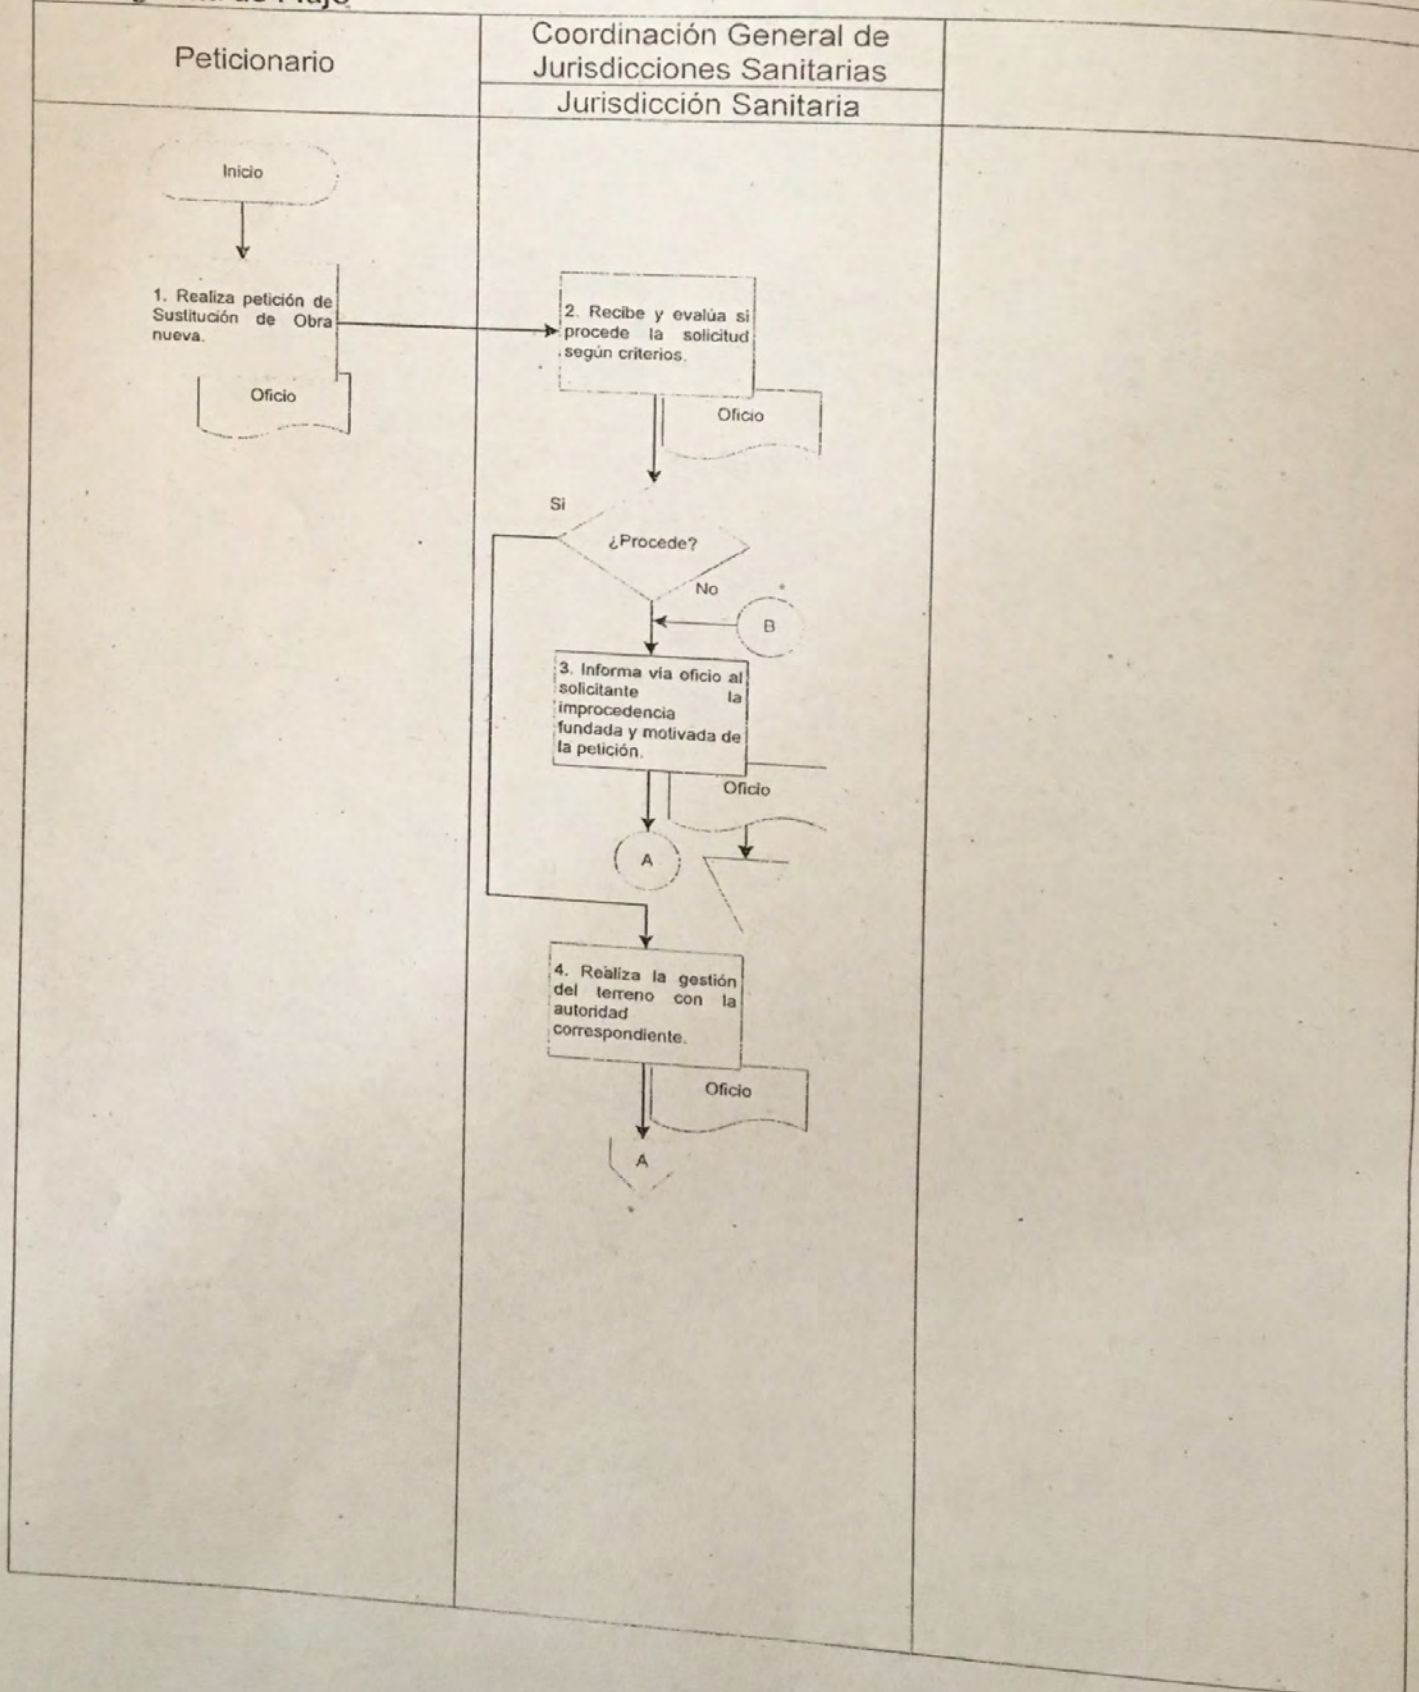 de Flujo
Peticionario
Coordinación General de
Jurisdicciones Sanitarias
Jurisdicción Sanitaria
Inicio
1. Realiza petición de
Sustitución de Obra
nueva.
Oficio
2. Recibe y evalúa si
procede la solicitud
según criterios.
Oficio
Si
¿Procede?
No
B
3. Informa vía oficio al
solicitante la
improcedencia
fundada y motivada de
la petición.
Oficio
A
4. Realiza la gestión
del terreno con la
autoridad
correspondiente.
Oficio
A